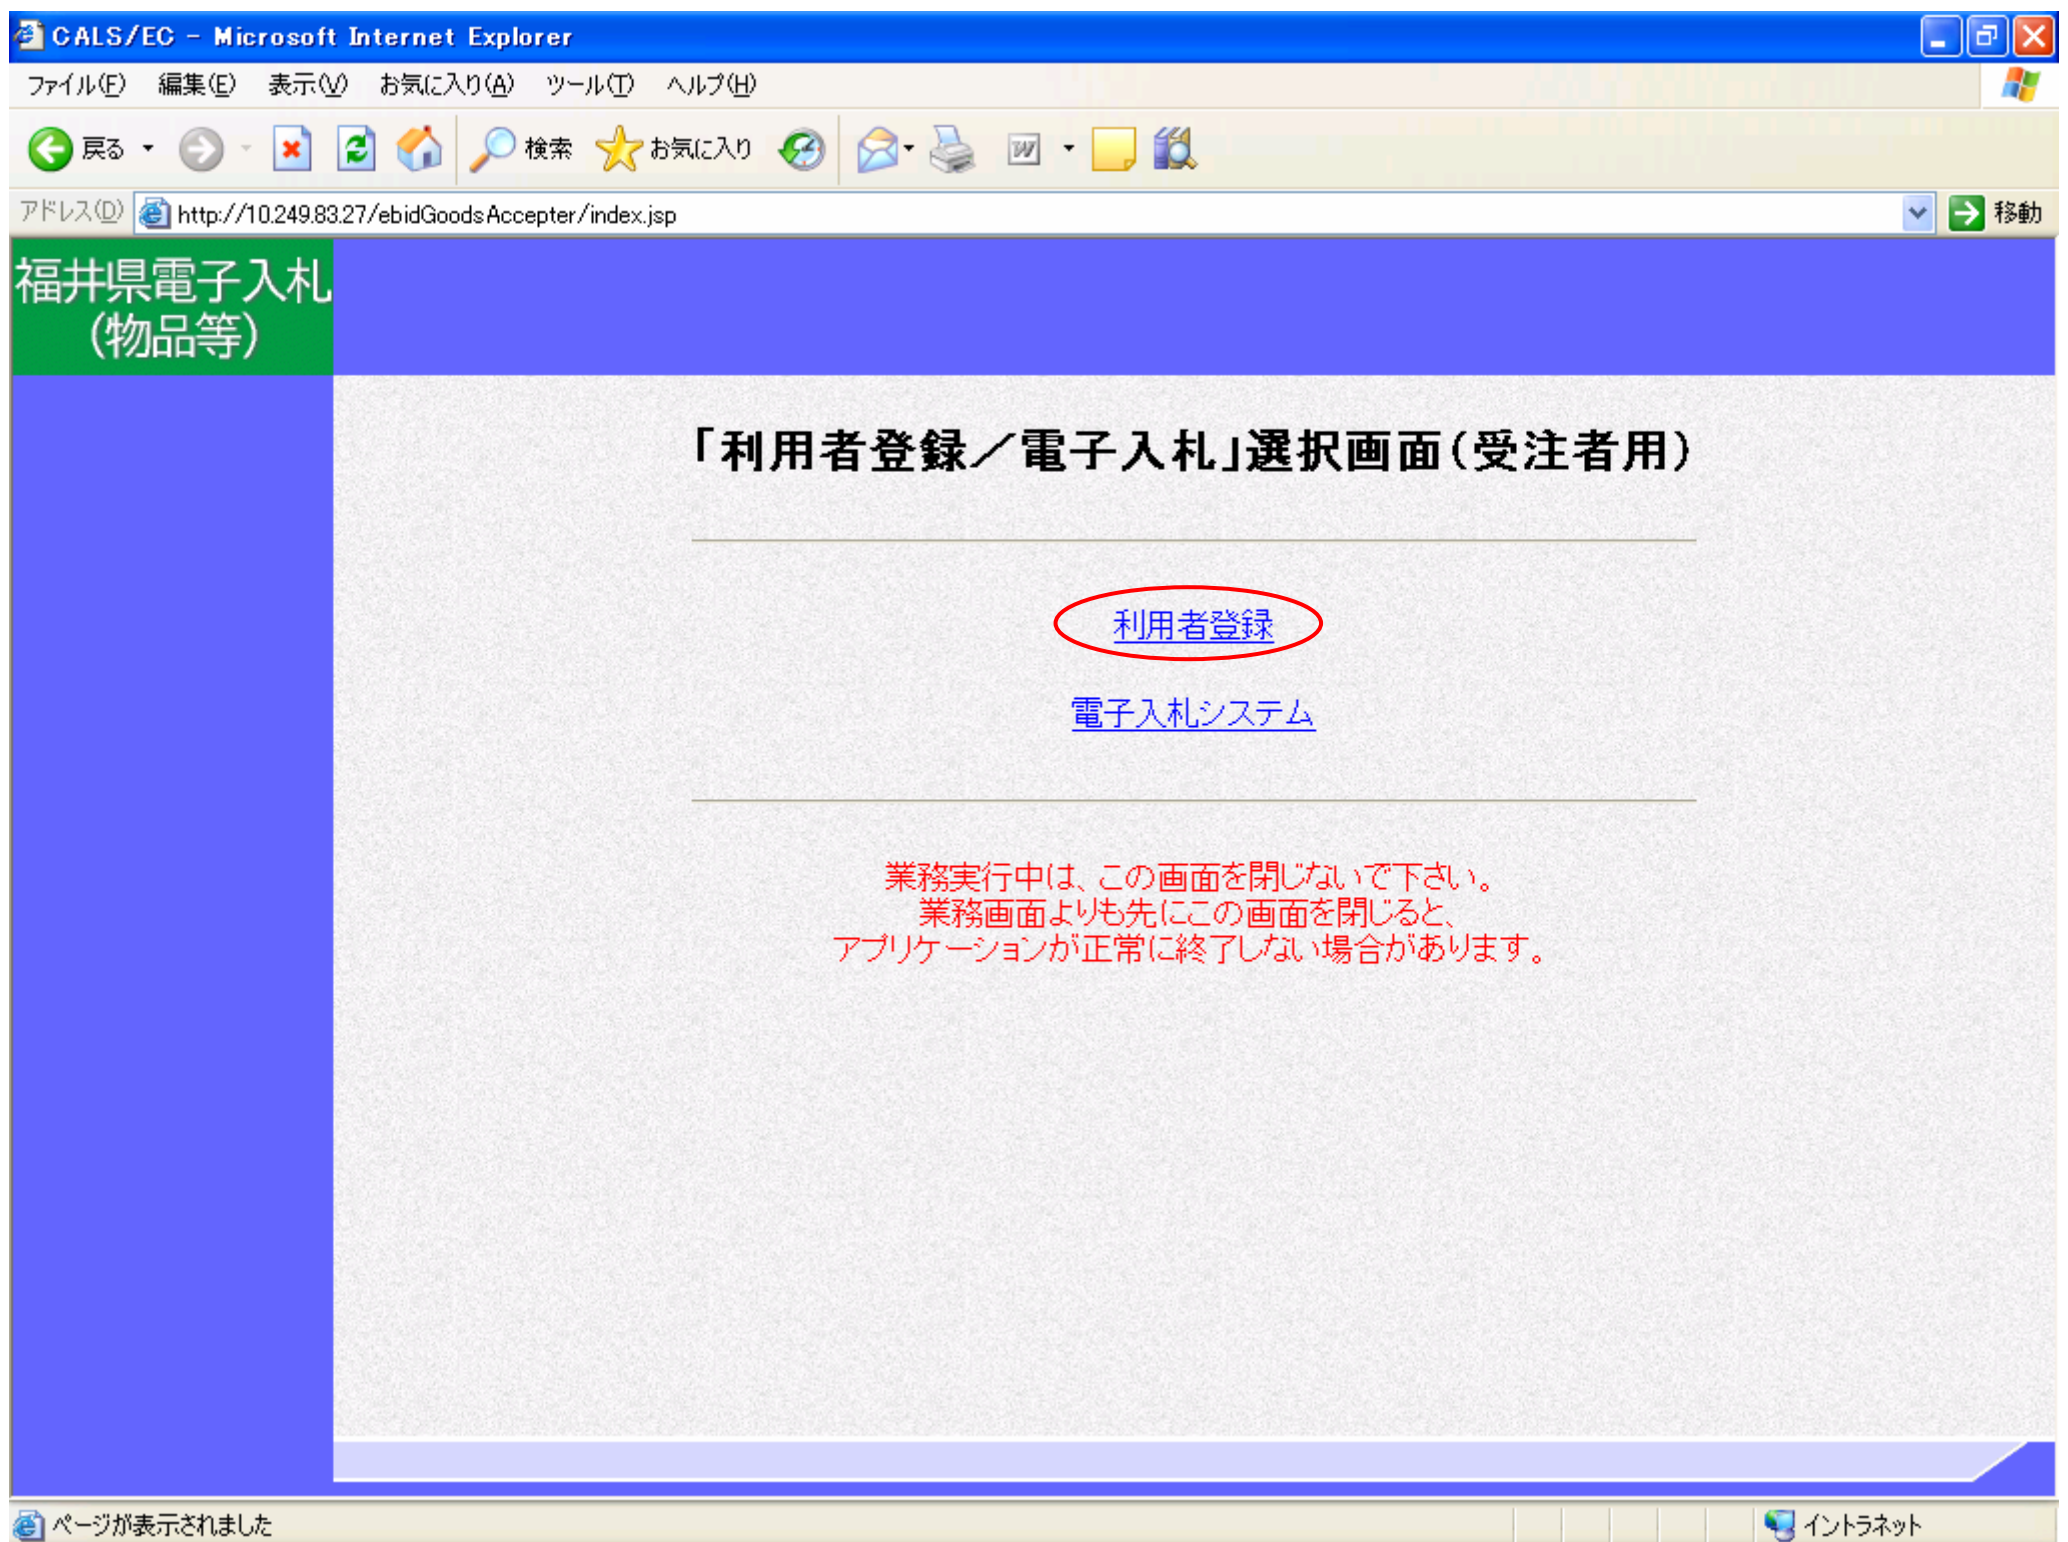 CALS/EC - Microsoft Internet Explorer
ファイル(F) 編集(E) 表示(V) お気に入り(A) ツール(T) ヘルプ(H)
戻る 検索 お気に入り
アドレス(D) http://10.249.83.27/ebidGoodsAccepter/index.jsp 移動
福井県電子入札
(物品等)
「利用者登録／電子入札」選択画面(受注者用)
利用者登録
電子入札システム
業務実行中は、この画面を閉じないで下さい。
業務画面よりも先にこの画面を閉じると、
アプリケーションが正常に終了しない場合があります。
ページが表示されました イントラネット